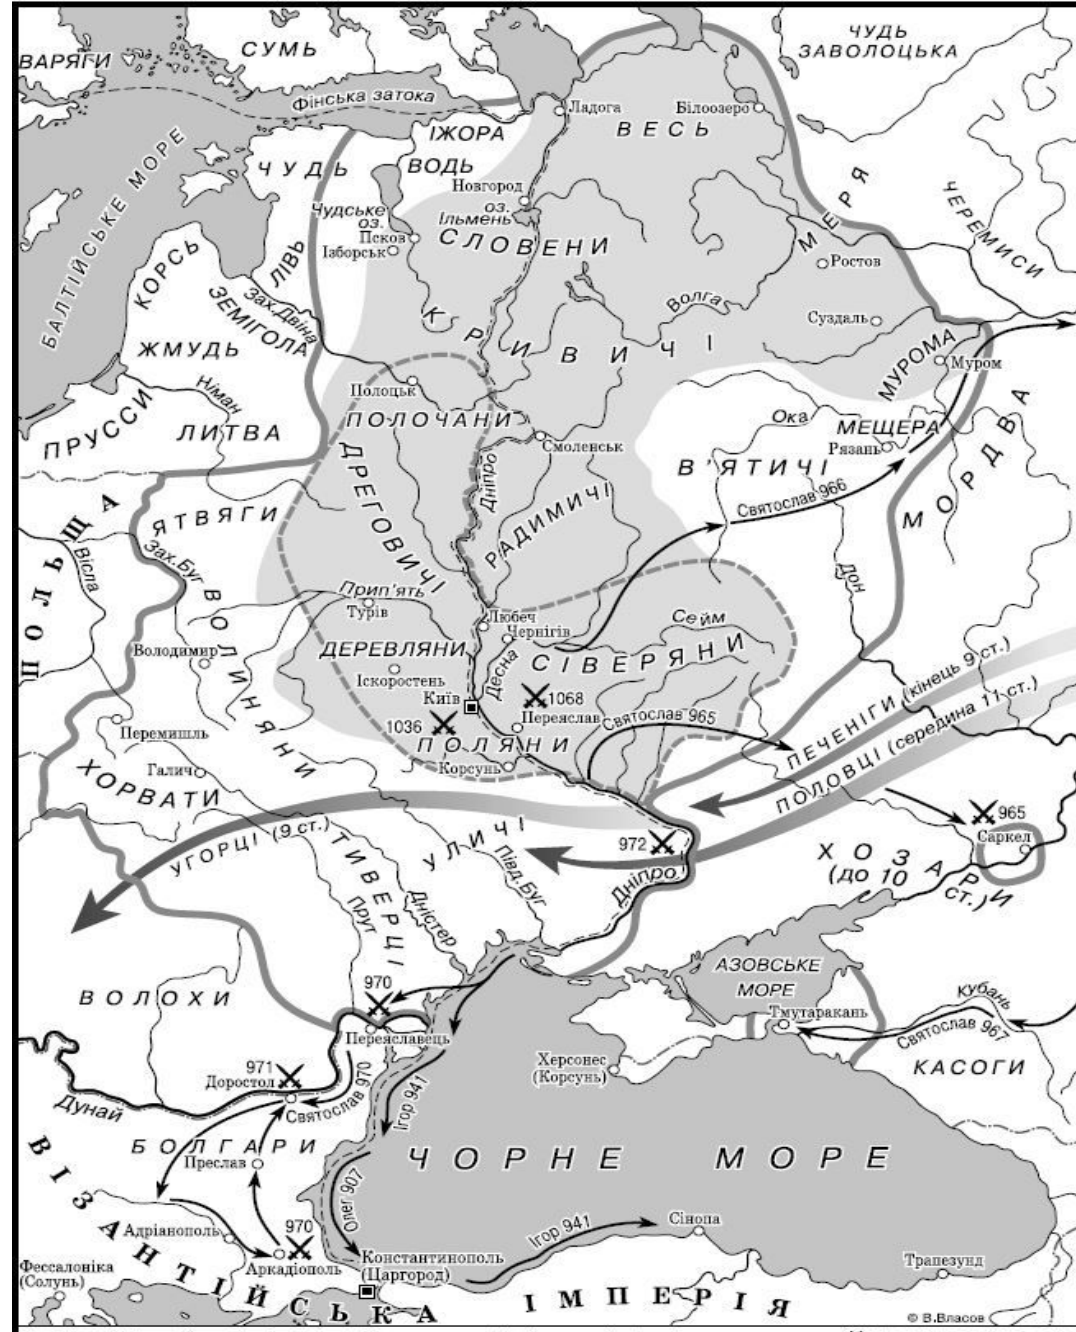 ВАРЯГИ
СУМЬ
ЧУДЬ
ЗАВОЛОЦЬКА
Фінська затока
Ладога
Білоозеро
ІЖОРА
ВЕСЬ
ЧУДЬ
ВОДЬ
БАЛТІЙСЬКЕ МОРЕ
Новгород
оз.
Ільмень
Чудське
оз.
Псков
Ізборськ
СЛОВЕНИ
МЕРЯ
ЧЕРЕМИСИ
КОРСЬ
ЛІВЬ
Ростов
ЗЕМІГОЛА
Зах.Двіна
Волга
Суздаль
КРИВИЧІ
ЖМУДЬ
МУРОМА
Муром
Німан
Полоцьк
ПРУССИ
ЛИТВА
ПОЛОЧАНИ
Ока
МЕЩЕРА
Рязань
МОРДВА
Смоленськ
ДРЕГОВИЧІ
Дніпро
В'ЯТИЧІ
РАДИМИЧІ
Святослав 966
ПОЛЬЩА
ЯТВЯГИ
Вісла
Зах.Буг
Дон
Прип'ять
Турів
Любеч
Чернігів
Сейм
ВОЛИНЯНИ
Володимир
ДЕРЕВЛЯНИ
Іскоростень
Десна
СІВЕРЯНИ
Київ
1068
1036
Переяслав
Святослав 965
ПОЛЯНИ
Корсунь
ПЕЧЕНІГИ (кінець 9 ст.)
ПОЛОВЦІ (середина 11 ст.)
Перемишль
Галич
ХОРВАТИ
УГОРЦІ (9 ст.)
ТИВЕРЦІ
УЛИЧІ
Півд.Буг
972
965
Саркел
ХОЗАРИ
(до 10 ст.)
Дніпро
Прут
Дністер
ВОЛОХИ
970
Переяславець
АЗОВСЬКЕ
МОРЕ
Тмутаракань
Кубань
Святослав 967
КАСОГИ
Херсонес
(Корсунь)
971
Доростол
Святослав 970
Дунай
Ігор 941
БОЛГАРИ
Преслав
ЧОРНЕ МОРЕ
Олег 907
Адріанополь
970
Аркадіополь
Ігор 941
Сінопа
Константинополь
(Царгород)
Трапезунд
Фессалоніка
(Солунь)
ВІЗАНТІЙСЬКА ІМПЕРІЯ
© В.Власов